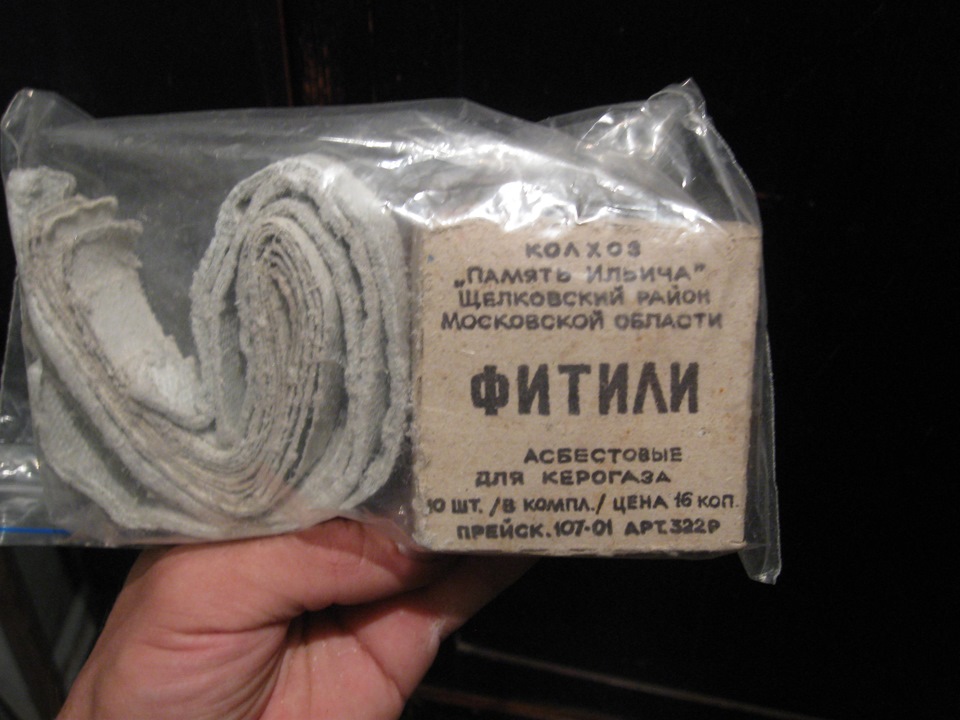 КОЛХОЗ
„ПАМЯТЬ ИЛЬИЧА”
ЩЕЛКОВСКИЙ РАЙОН
МОСКОВСКОЙ ОБЛАСТИ
ФИТИЛИ
АСБЕСТОВЫЕ
ДЛЯ КЕРОГАЗА
10 ШТ. /В КОМПЛ./ ЦЕНА 16 КОП.
ПРЕЙСК. 107-01 АРТ.322Р